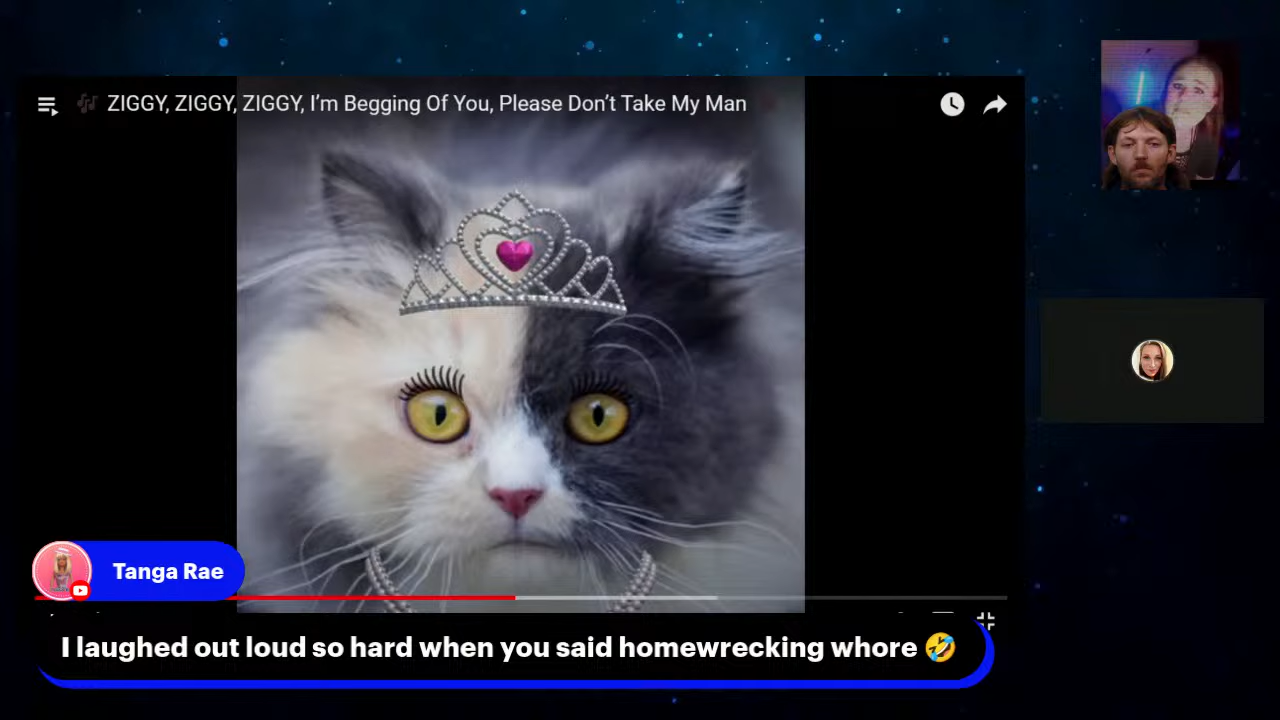 ZIGGY, ZIGGY, ZIGGY, I’m Begging Of You, Please Don’t Take My Man
Tanga Rae
I laughed out loud so hard when you said homewrecking whore 🤣